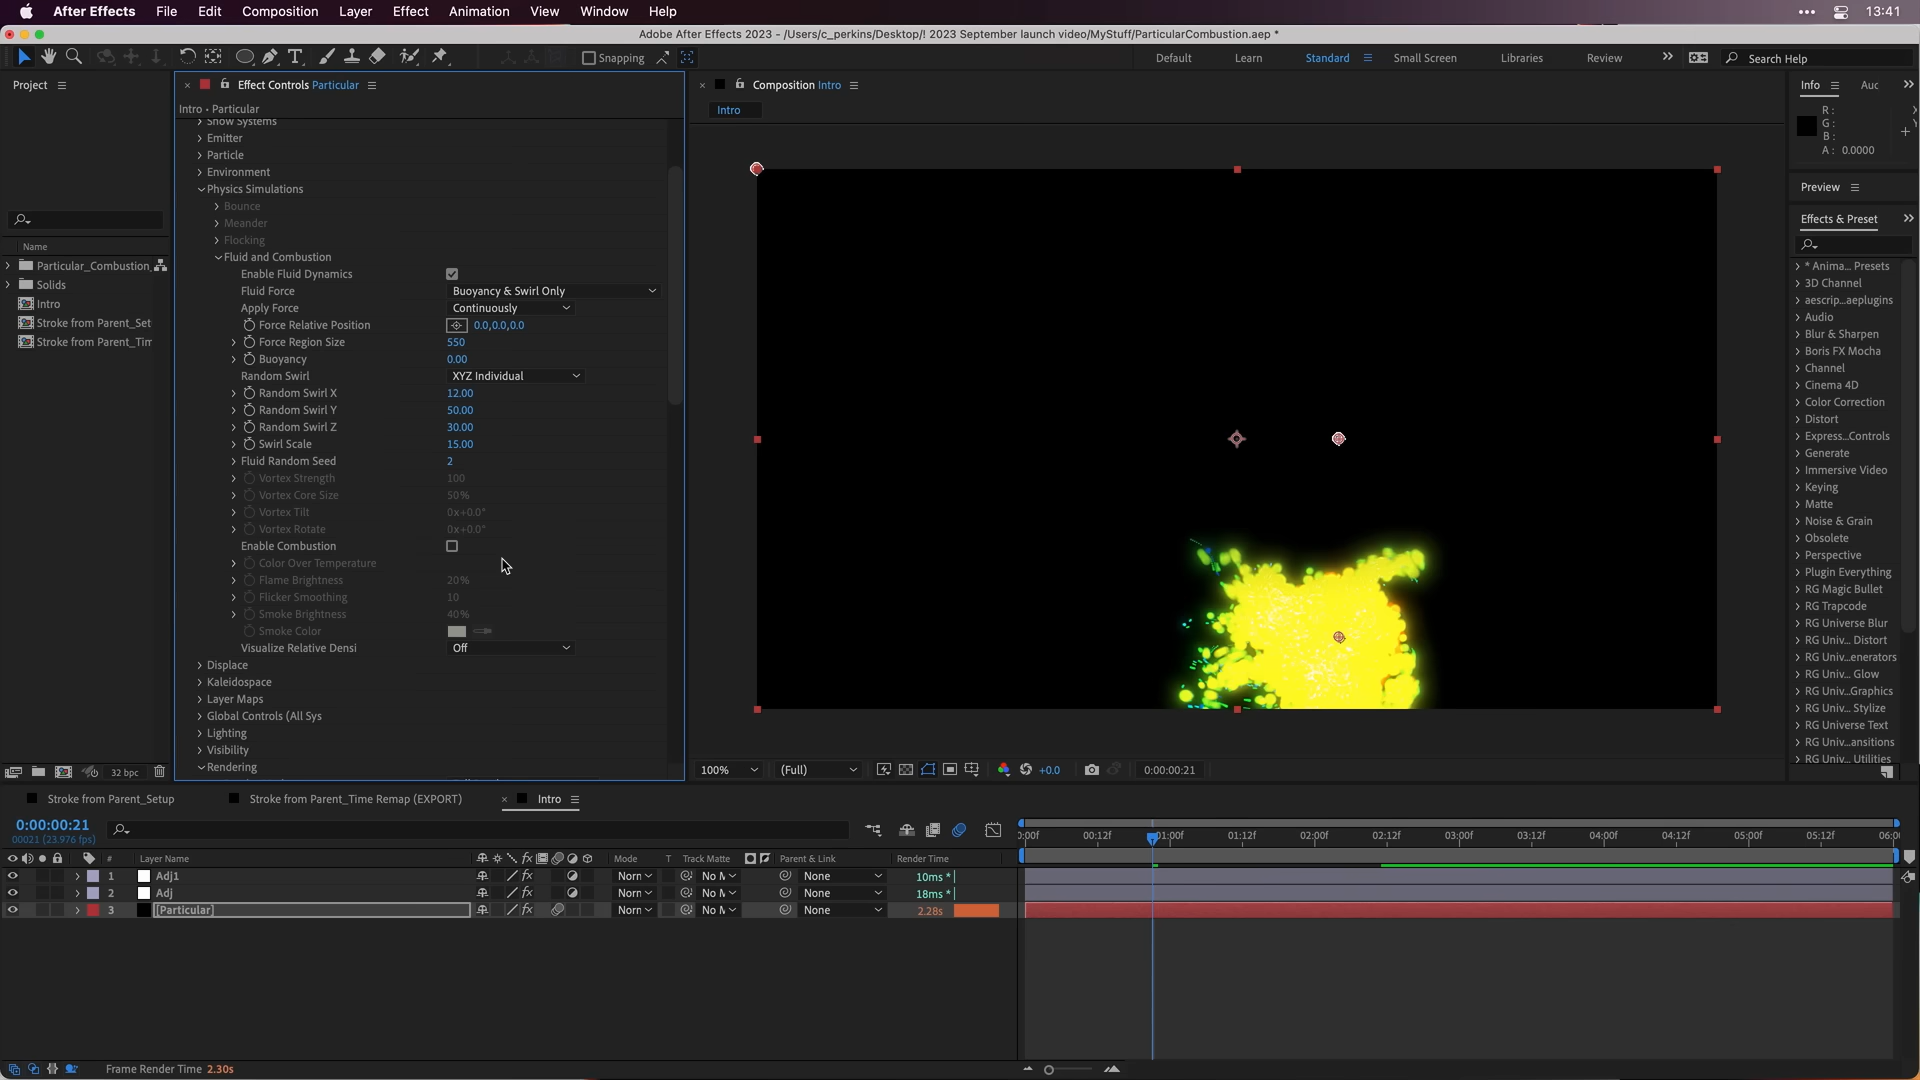 After Effects File Edit Composition Layer Effect Animation View Window Help 13:41
Adobe After Effects 2023 - /Users/c_perkins/Desktop/! 2023 September launch video/MyStuff/ParticularCombustion.aep *
Snapping Default Learn Standard Small Screen Libraries Review Search Help
Project
Name
Particular_Combustion
Solids
Intro
Stroke from Parent_Set
Stroke from Parent_Tim
32 bpc
Effect Controls Particular
Intro • Particular
Show Systems
Emitter
Particle
Environment
Physics Simulations
Bounce
Meander
Flocking
Fluid and Combustion
Enable Fluid Dynamics
Fluid Force Buoyancy & Swirl Only
Apply Force Continuously
Force Relative Position 0.0,0.0,0.0
Force Region Size 550
Buoyancy 0.00
Random Swirl XYZ Individual
Random Swirl X 12.00
Random Swirl Y 50.00
Random Swirl Z 30.00
Swirl Scale 15.00
Fluid Random Seed 2
Vortex Strength 100
Vortex Core Size 50%
Vortex Tilt 0x+0.0°
Vortex Rotate 0x+0.0°
Enable Combustion
Color Over Temperature
Flame Brightness 20%
Flicker Smoothing 10
Smoke Brightness 40%
Smoke Color
Visualize Relative Densi Off
Displace
Kaleidospace
Layer Maps
Global Controls (All Sys
Lighting
Visibility
Rendering
Composition Intro
Intro
100% (Full) +0.0 0:00:00:21
Info Auc
R:
G:
B:
A: 0.0000
X
Y
Preview
Effects & Preset
* Anima... Presets
3D Channel
aescrip...aeplugins
Audio
Blur & Sharpen
Boris FX Mocha
Channel
Cinema 4D
Color Correction
Distort
Express...Controls
Generate
Immersive Video
Keying
Matte
Noise & Grain
Obsolete
Perspective
Plugin Everything
RG Magic Bullet
RG Trapcode
RG Universe Blur
RG Univ... Distort
RG Univ...enerators
RG Univ... Glow
RG Univ...Graphics
RG Univ... Stylize
RG Universe Text
RG Univ...ansitions
RG Univ... Utilities
Stroke from Parent_Setup Stroke from Parent_Time Remap (EXPORT) Intro
0:00:00:21
00021 (23.976 fps)
# Layer Name Mode T Track Matte Parent & Link Render Time
1 Adj1 Norn No M None 10ms *
2 Adj Norn No M None 18ms *
3 [Particular] Norn No M None 2.28s
0:00f 00:12f 01:00f 01:12f 02:00f 02:12f 03:00f 03:12f 04:00f 04:12f 05:00f 05:12f 06:0
Frame Render Time 2.30s